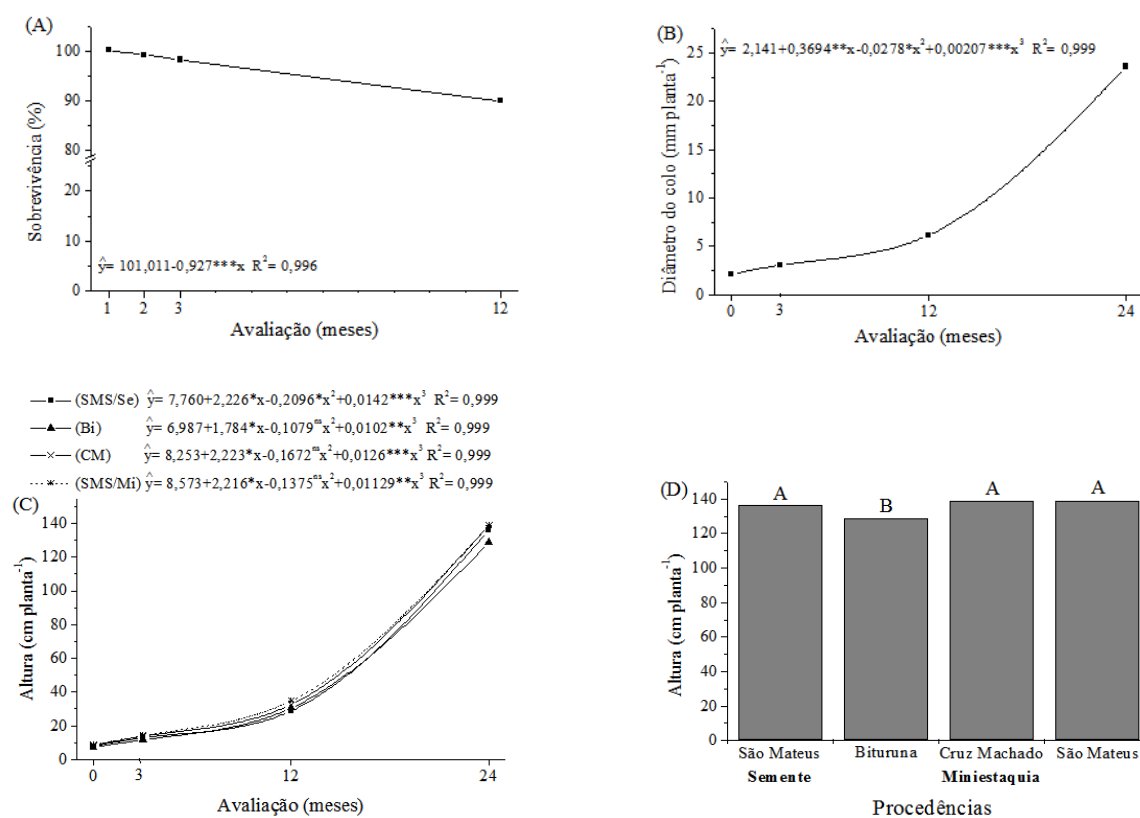 (A)
100
90
80
20
10
5
0
Sobrevivência (%)
ŷ= 101,011-0,927***x R²= 0,996
1 2 3 12
Avaliação (meses)
(B)
ŷ= 2,141+0,3694**x-0,0278*x²+0,00207***x³ R²= 0,999
25
20
15
10
5
0
Diâmetro do colo (mm planta⁻¹)
0 3 12 24
Avaliação (meses)
(SMS/Se) ŷ= 7,760+2,226*x-0,2096*x²+0,0142***x³ R²= 0,999
(Bi) ŷ= 6,987+1,784*x-0,1079ⁿˢx²+0,0102**x³ R²= 0,999
(CM) ŷ= 8,253+2,223*x-0,1672ⁿˢx²+0,0126***x³ R²= 0,999
(SMS/Mi) ŷ= 8,573+2,216*x-0,1375ⁿˢx²+0,01129**x³ R²= 0,999
(C)
140
120
100
80
60
40
20
0
Altura (cm planta⁻¹)
0 3 12 24
Avaliação (meses)
(D)
A B A A
140
120
100
80
60
40
20
0
Altura (cm planta⁻¹)
São Mateus Bituruna Cruz Machado São Mateus
Semente Miniestaquia
Procedências